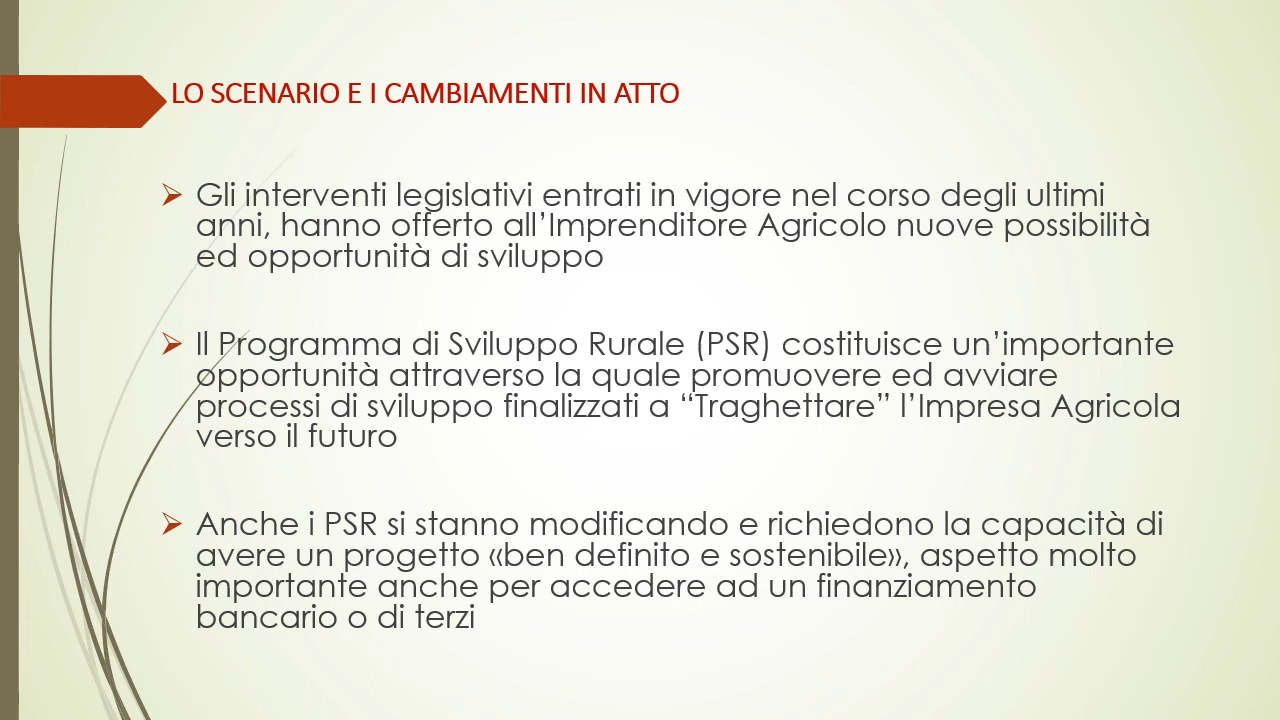 LO SCENARIO E I CAMBIAMENTI IN ATTO
Gli interventi legislativi entrati in vigore nel corso degli ultimi
anni, hanno offerto all’Imprenditore Agricolo nuove possibilità
ed opportunità di sviluppo
Il Programma di Sviluppo Rurale (PSR) costituisce un’importante
opportunità attraverso la quale promuovere ed avviare
processi di sviluppo finalizzati a “Traghettare” l’Impresa Agricola
verso il futuro
Anche i PSR si stanno modificando e richiedono la capacità di
avere un progetto «ben definito e sostenibile», aspetto molto
importante anche per accedere ad un finanziamento
bancario o di terzi